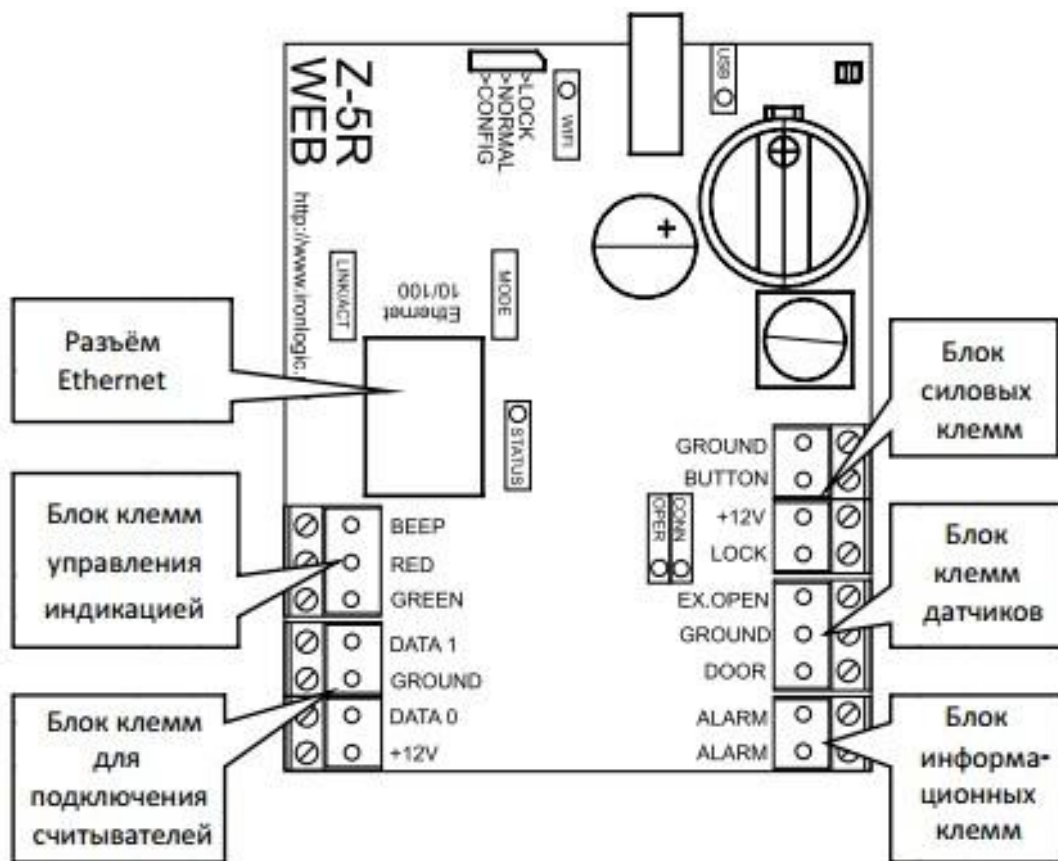 Z-5R
WEB
http://www.ironlogic.
>LOCK
>NORMAL
>CONFIG
WIFI
USB
LINK/ACT
Ethernet
10/100
MODE
STATUS
Разъём
Ethernet
Блок клемм
управления
индикацией
Блок клемм
для
подключения
считывателей
BEEP
RED
GREEN
DATA 1
GROUND
DATA 0
+12V
OPER
CONN
+
GROUND
BUTTON
+12V
LOCK
EX.OPEN
GROUND
DOOR
ALARM
ALARM
Блок
силовых
клемм
Блок
клемм
датчиков
Блок
информа-
ционных
клемм